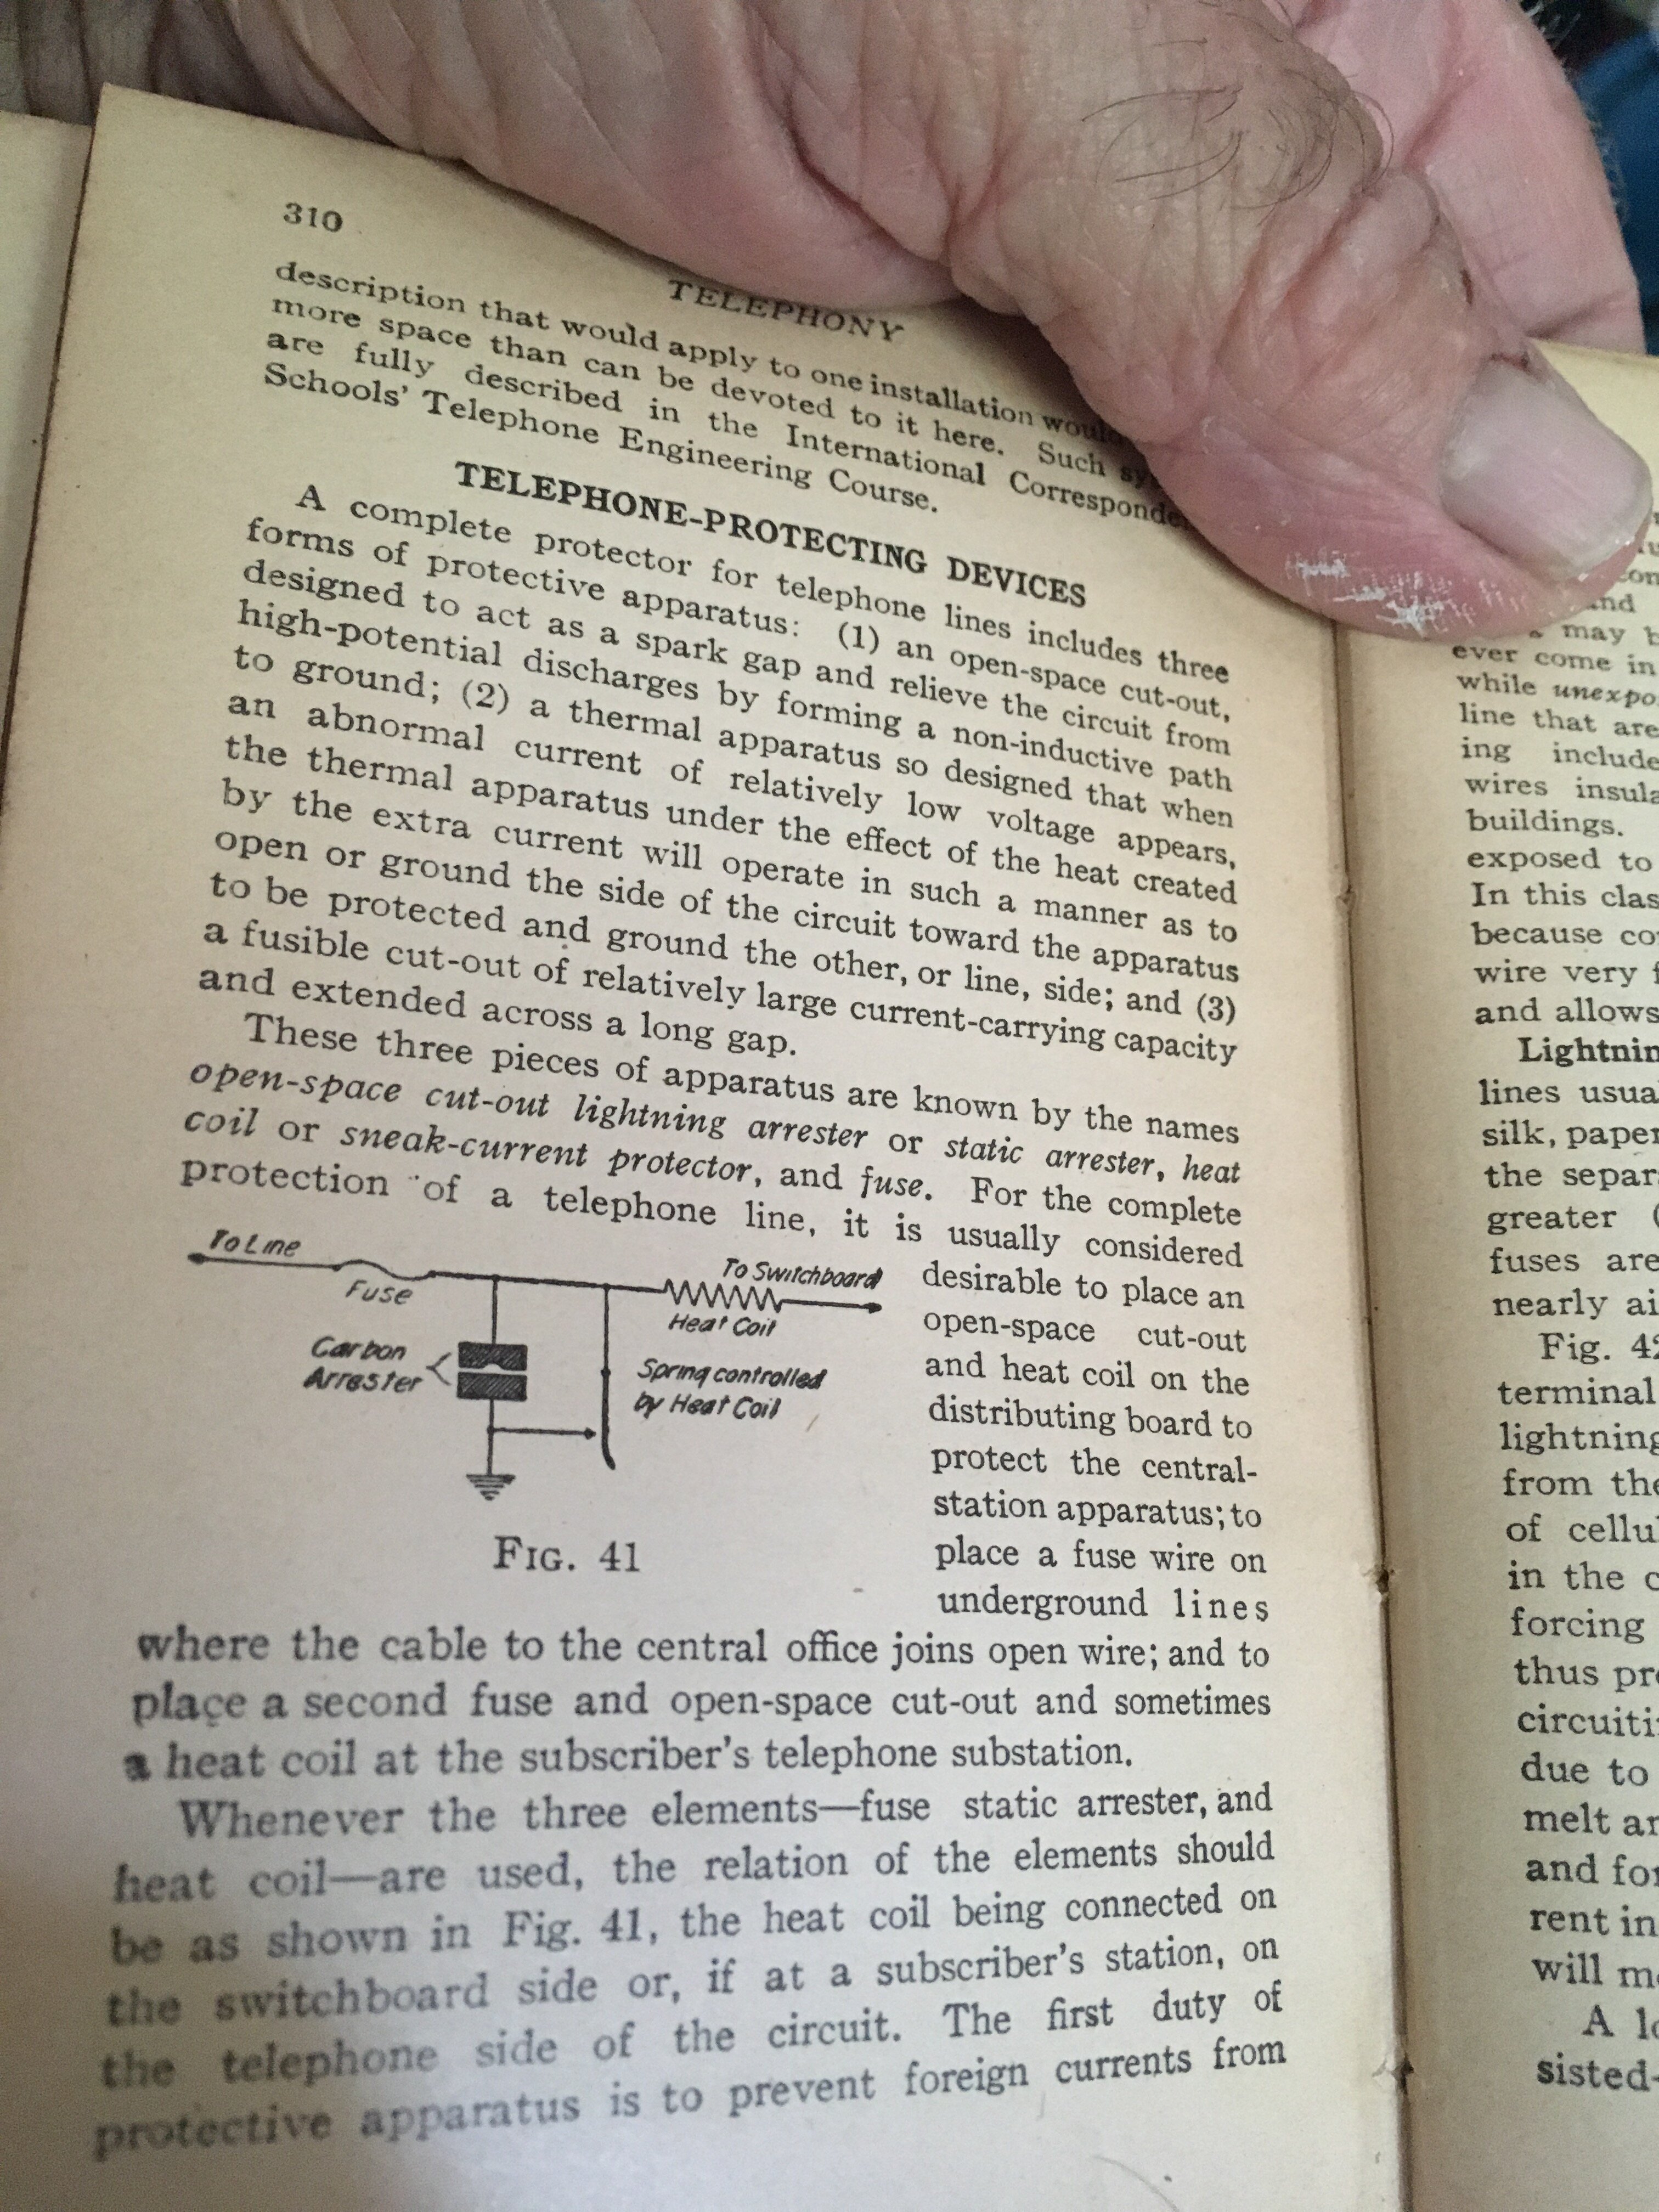 310
TELEPHONY
description that would apply to one installation would
more space than can be devoted to it here. Such
are fully described in the International
Schools' Telephone Engineering Course.
TELEPHONE-PROTECTING DEVICES
A complete protector for telephone lines includes three
forms of protective apparatus: (1) an open-space cut-out,
designed to act as a spark gap and relieve the circuit from
high-potential discharges by forming a non-inductive path
to ground; (2) a thermal apparatus so designed that when
an abnormal current of relatively low voltage appears,
the thermal apparatus under the effect of the heat created
by the extra current will operate in such a manner as to
open or ground the side of the circuit toward the apparatus
to be protected and ground the other, or line, side; and (3)
a fusible cut-out of relatively large current-carrying capacity
and extended across a long gap.
These three pieces of apparatus are known by the names
open-space cut-out lightning arrester or static arrester, heat
coil or sneak-current protector, and fuse. For the complete
protection of a telephone line, it is usually considered
desirable to place an
open-space cut-out
and heat coil on the
distributing board to
protect the central-
station apparatus; to
place a fuse wire on
underground lines
To Line
Fuse
To Switchboard
Heat Coil
Carbon
Arrester
Spring controlled
by Heat Coil
FIG. 41
where the cable to the central office joins open wire; and to
place a second fuse and open-space cut-out and sometimes
a heat coil at the subscriber's telephone substation.
Whenever the three elements—fuse static arrester, and
heat coil—are used, the relation of the elements should
be as shown in Fig. 41, the heat coil being connected on
the switchboard side or, if at a subscriber's station, on
the telephone side of the circuit. The first duty of
protective apparatus is to prevent foreign currents from
may
ever come in
while
line that are
ing include
wires
buildings.
exposed to
In this
because
wire very
and allows
lines
silk, paper
the
greater (
fuses are
nearly
Fig. 42
terminal
lightning
from the
of
in the
forcing
thus
due to
melt
and
rent in
will
A